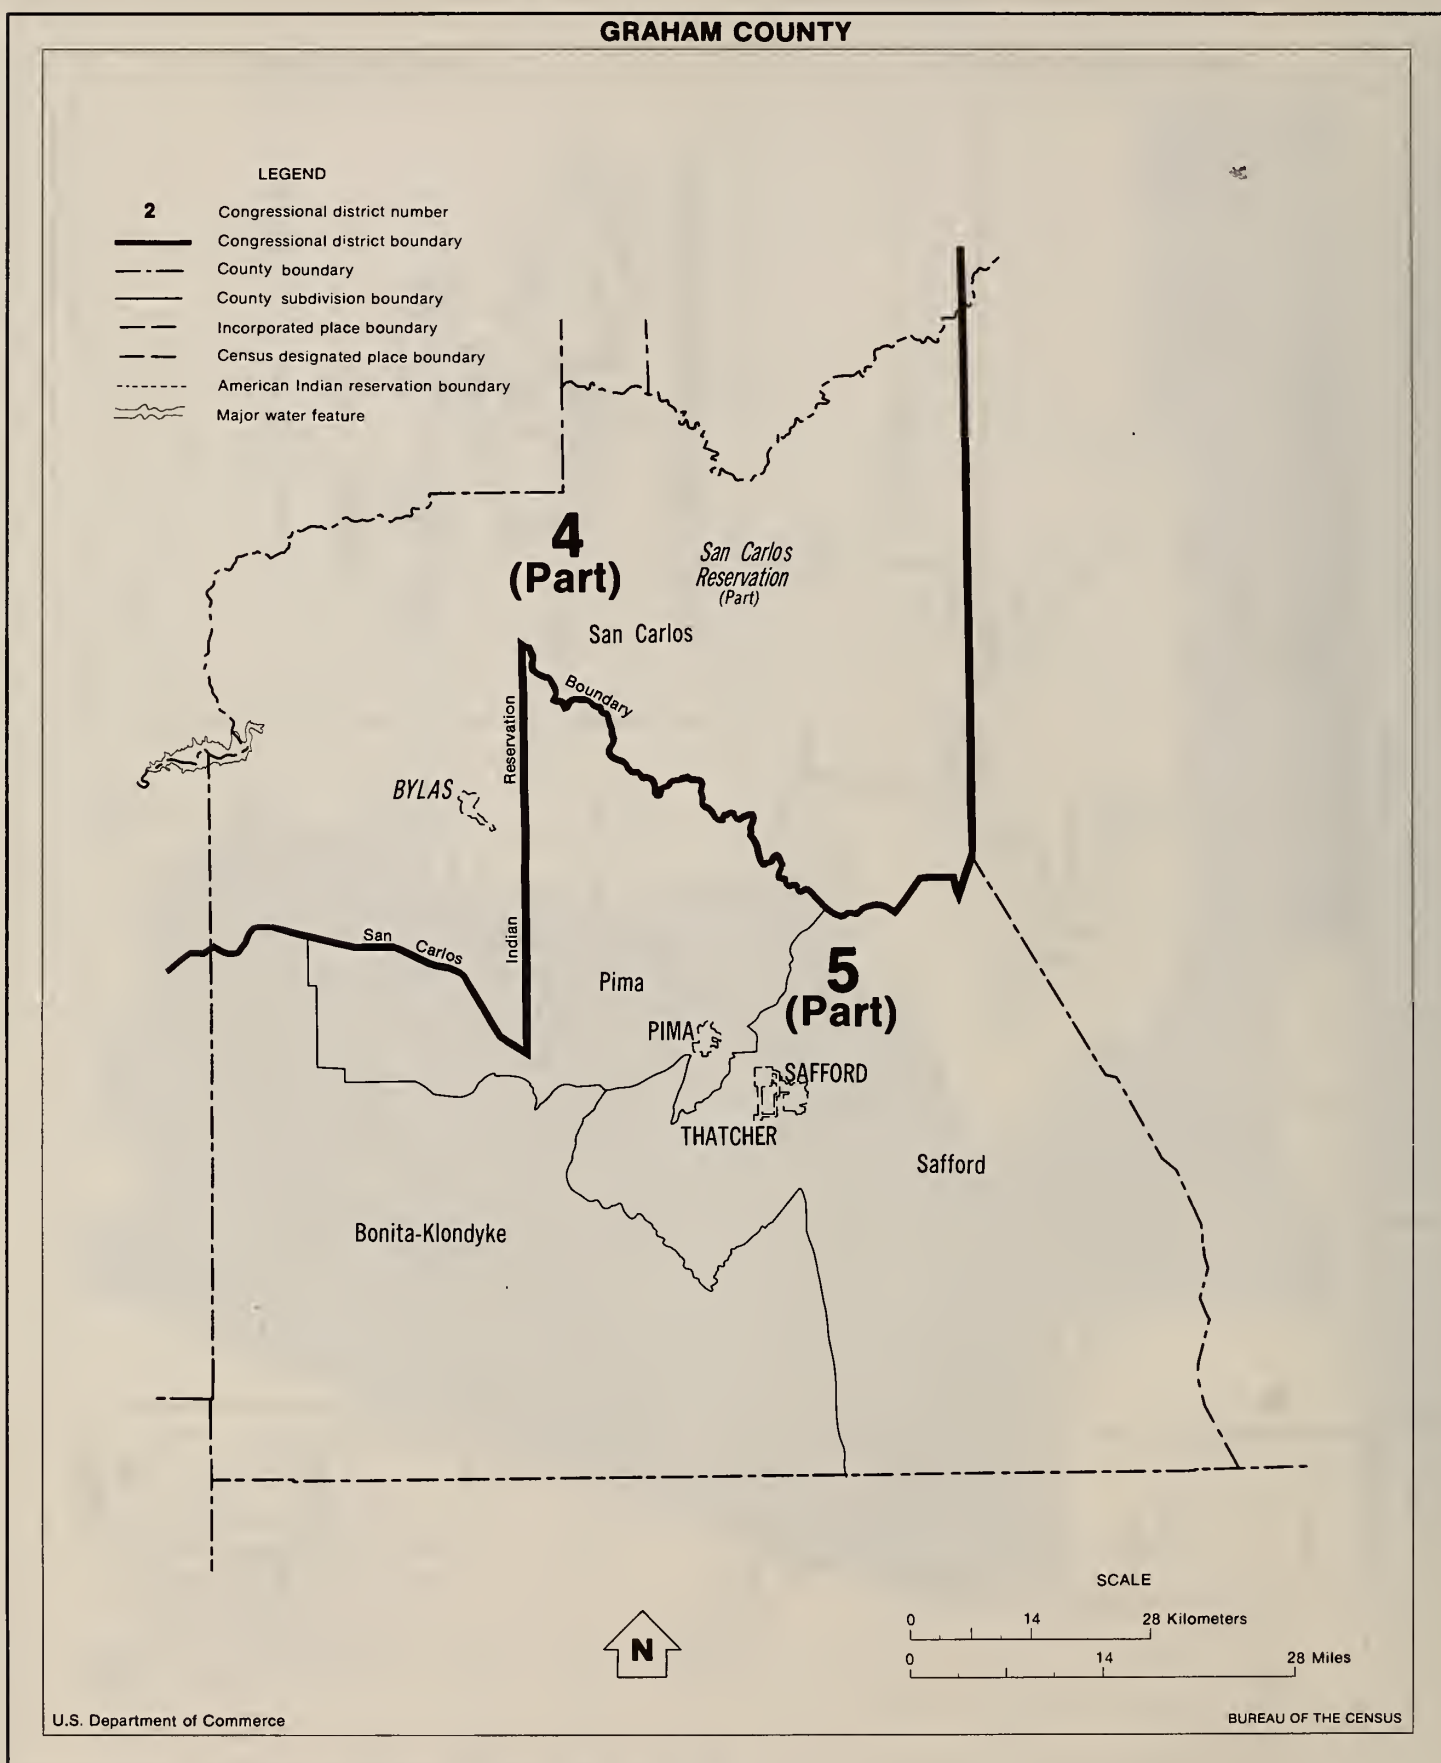 GRAHAM COUNTY
LEGEND
2 Congressional district number
Congressional district boundary
County boundary
County subdivision boundary
Incorporated place boundary
Census designated place boundary
American Indian reservation boundary
Major water feature
4
(Part)
San Carlos
Reservation
(Part)
San Carlos
Boundary
Reservation
BYLAS
Indian
San Carlos
Pima
5
(Part)
PIMA
SAFFORD
THATCHER
Safford
Bonita-Klondyke
SCALE
0 14 28 Kilometers
0 14 28 Miles
N
U.S. Department of Commerce
BUREAU OF THE CENSUS